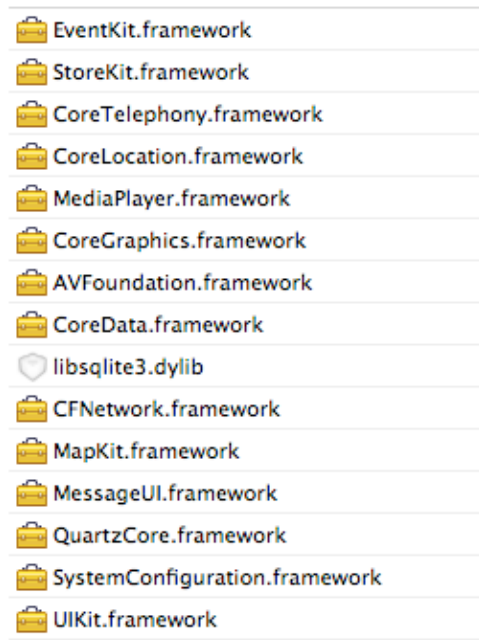 EventKit.framework
StoreKit.framework
CoreTelephony.framework
CoreLocation.framework
MediaPlayer.framework
CoreGraphics.framework
AVFoundation.framework
CoreData.framework
libsqlite3.dylib
CFNetwork.framework
MapKit.framework
MessageUI.framework
QuartzCore.framework
SystemConfiguration.framework
UIKit.framework